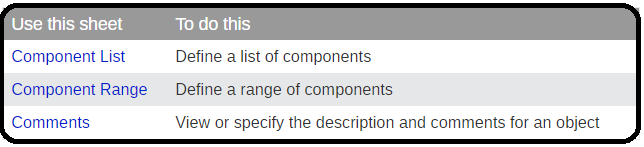 Use this sheet To do this
Component List Define a list of components
Component Range Define a range of components
Comments View or specify the description and comments for an object